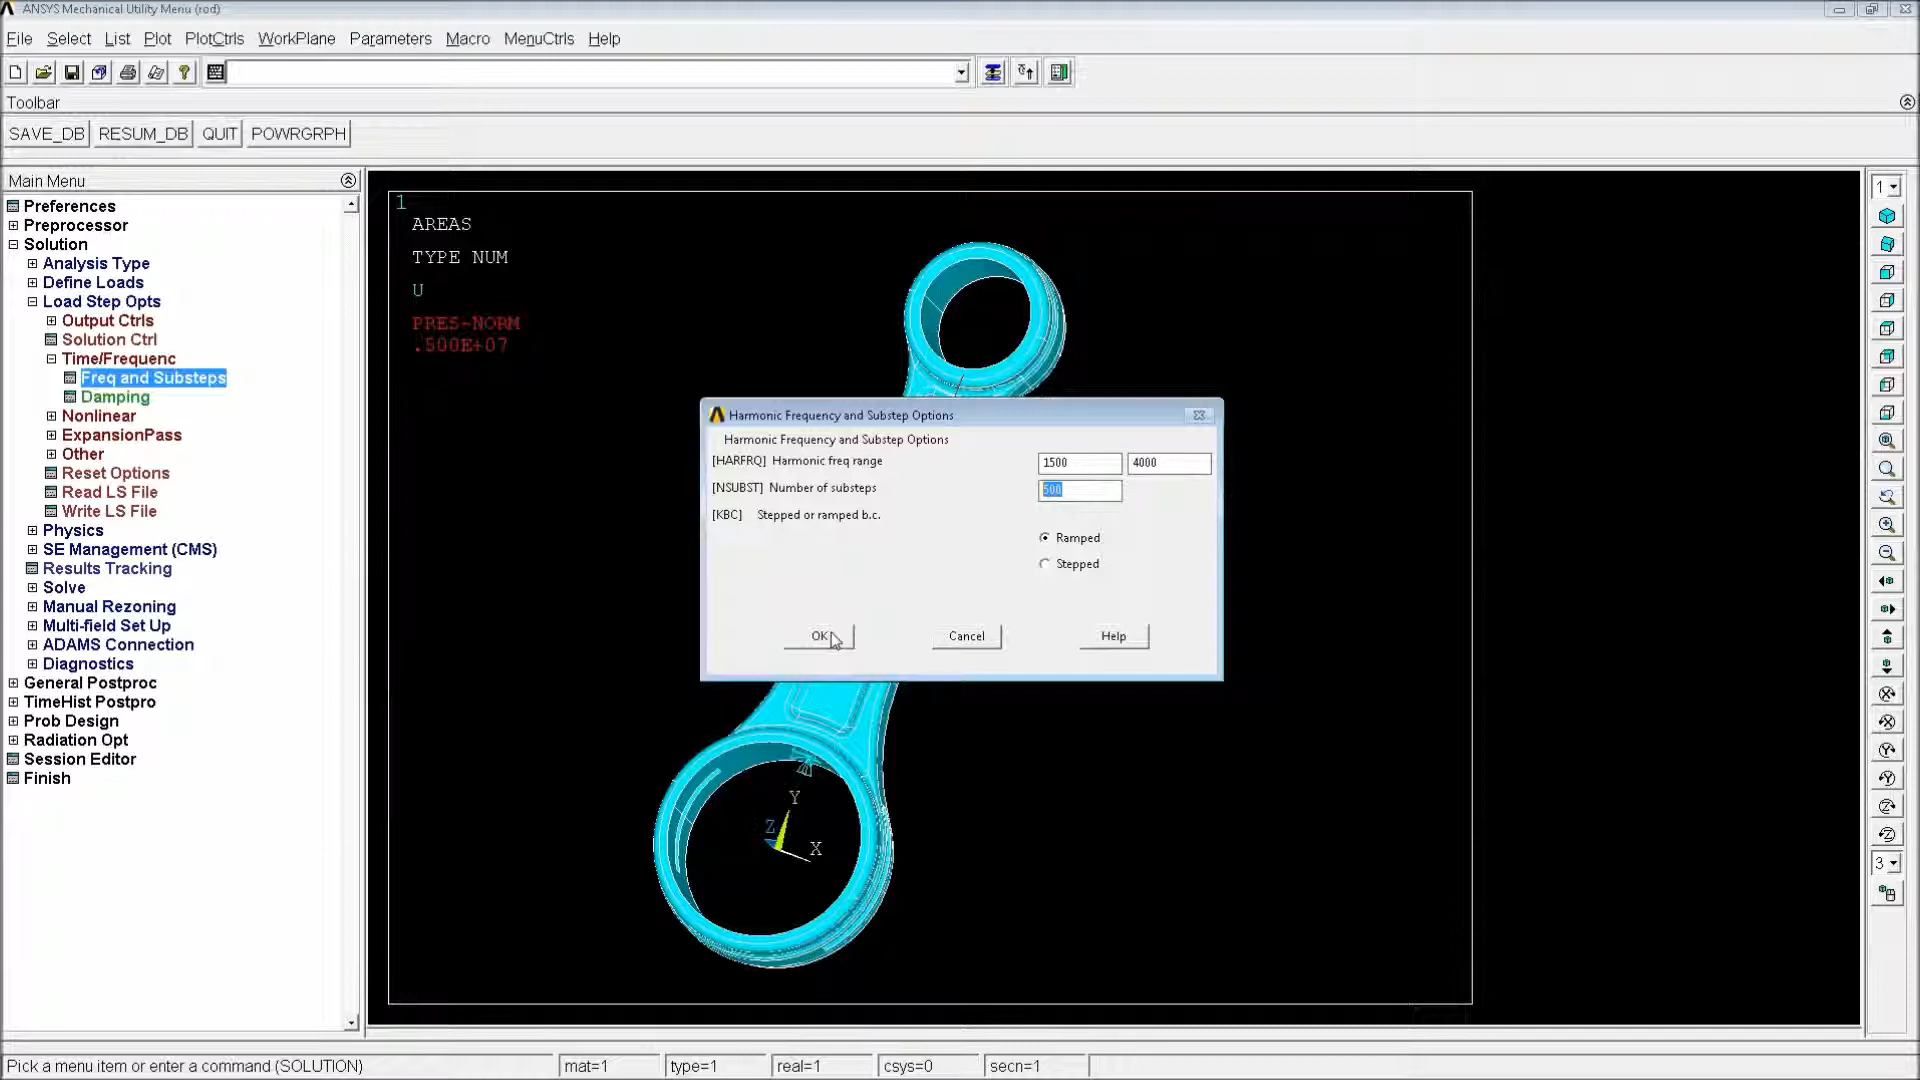 ANSYS Mechanical Utility Menu (rod)
File Select List Plot PlotCtrls WorkPlane Parameters Macro MenuCtrls Help
Toolbar
SAVE_DB RESUM_DB QUIT POWRGRPH
Main Menu
Preferences
Preprocessor
Solution
Analysis Type
Define Loads
Load Step Opts
Output Ctrls
Solution Ctrl
Time/Frequenc
Freq and Substeps
Damping
Nonlinear
ExpansionPass
Other
Reset Options
Read LS File
Write LS File
Physics
SE Management (CMS)
Results Tracking
Solve
Manual Rezoning
Multi-field Set Up
ADAMS Connection
Diagnostics
General Postproc
TimeHist Postpro
Prob Design
Radiation Opt
Session Editor
Finish
1
AREAS
TYPE NUM
U
PRES-NORM
.500E+07
Harmonic Frequency and Substep Options
Harmonic Frequency and Substep Options
[HARFRQ] Harmonic freq range 1500 4000
[NSUBST] Number of substeps 500
[KBC] Stepped or ramped b.c.
Ramped
Stepped
OK Cancel Help
Y
Z
X
1
3
Pick a menu item or enter a command (SOLUTION) mat=1 type=1 real=1 csys=0 secn=1